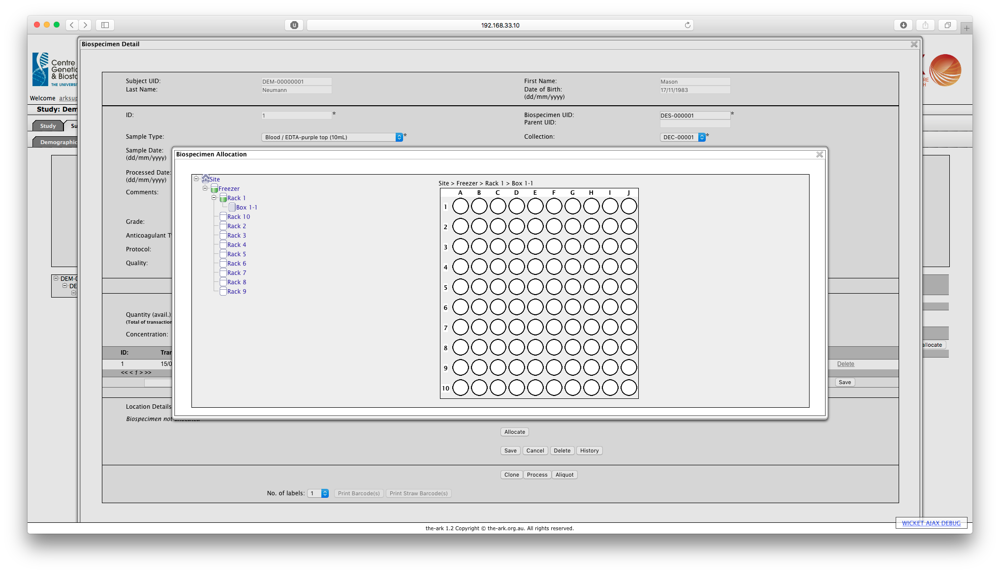 192.168.33.10
Biospecimen Detail
Centre
Genetic
& Biosta
THE UNIVERSI
Welcome arksup
Study: Dem
Study Su
Demographic
Subject UID: DEM-00000001 First Name: Mason
Last Name: Neumann Date of Birth: 17/11/1983
(dd/mm/yyyy)
ID: 1 * Biospecimen UID: DES-000001 *
Parent UID:
Sample Type: Blood / EDTA-purple top (10mL) * Collection: DEC-00001 *
Sample Date:
(dd/mm/yyyy)
Processed Date:
(dd/mm/yyyy)
Comments:
Grade:
Anticoagulant T
Protocol:
Quality:
Biospecimen Allocation
Site
Freezer
Rack 1
Box 1-1
Rack 10
Rack 2
Rack 3
Rack 4
Rack 5
Rack 6
Rack 7
Rack 8
Rack 9
Site > Freezer > Rack 1 > Box 1-1
A B C D E F G H I J
1
2
3
4
5
6
7
8
9
10
DEM-0
DE
Quantity (avail.):
(Total of transaction
Concentration:
ID: Tran
1 15/0 Delete
<< < 1 > >>
Save
allocate
Location Details
Biospecimen not allocated
Allocate
Save Cancel Delete History
Clone Process Aliquot
No. of labels: 1 Print Barcode(s) Print Straw Barcode(s)
WICKET AJAX DEBUG
the-ark 1.2 Copyright © the-ark.org.au. All rights reserved.